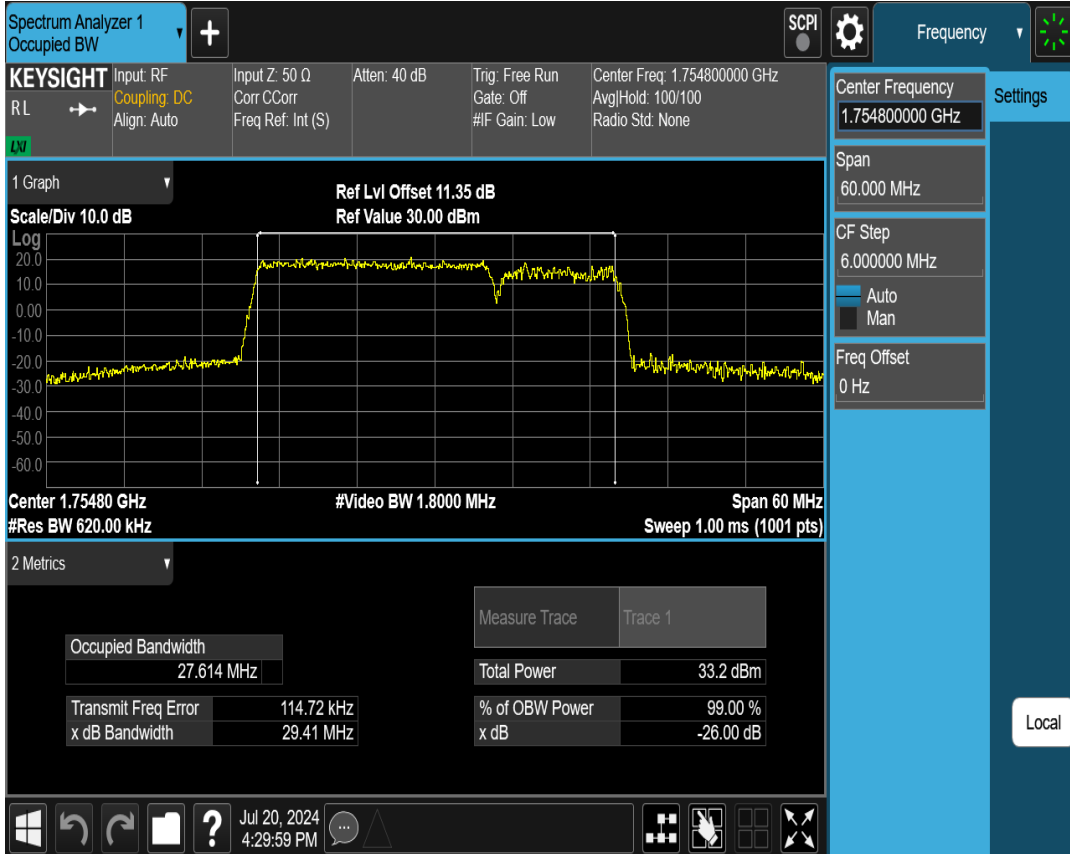 Spectrum Analyzer 1
Occupied BW
+
SCPI
Frequency
KEYSIGHT
RL
LXI
Input: RF
Coupling: DC
Align: Auto
Input Z: 50 Ω
Corr CCorr
Freq Ref: Int (S)
Atten: 40 dB
Trig: Free Run
Gate: Off
#IF Gain: Low
Center Freq: 1.754800000 GHz
Avg|Hold: 100/100
Radio Std: None
Center Frequency
1.754800000 GHz
Settings
Span
60.000 MHz
CF Step
6.000000 MHz
Auto
Man
Freq Offset
0 Hz
Local
1 Graph
Scale/Div 10.0 dB
Ref Lvl Offset 11.35 dB
Ref Value 30.00 dBm
Log
20.0
10.0
0.00
-10.0
-20.0
-30.0
-40.0
-50.0
-60.0
Center 1.75480 GHz
#Video BW 1.8000 MHz
Span 60 MHz
#Res BW 620.00 kHz
Sweep 1.00 ms (1001 pts)
2 Metrics
Measure Trace Trace 1
Occupied Bandwidth
27.614 MHz
Total Power 33.2 dBm
Transmit Freq Error 114.72 kHz
% of OBW Power 99.00 %
x dB Bandwidth 29.41 MHz
x dB -26.00 dB
?
Jul 20, 2024
4:29:59 PM